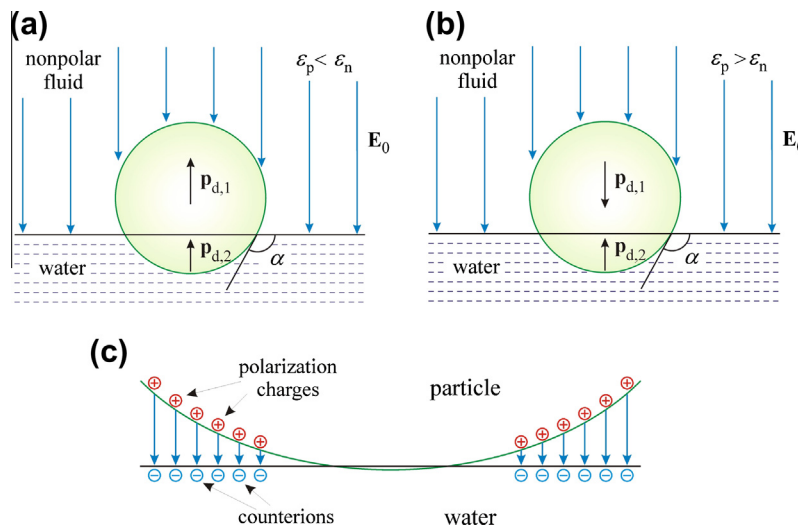 (a)
nonpolar
fluid
εp < εn
E0
pd,1
pd,2
water
α
(b)
nonpolar
fluid
εp > εn
E
pd,1
pd,2
water
α
(c)
polarization
charges
particle
counterions
water